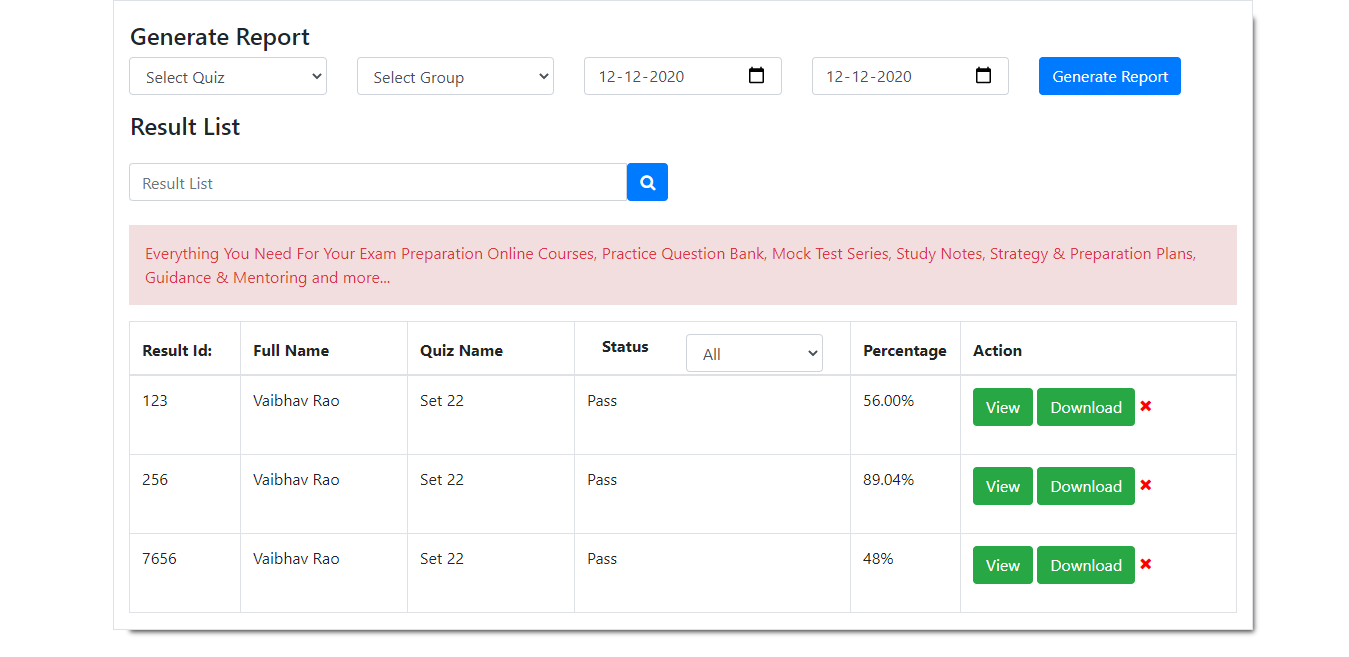 Generate Report
Select Quiz Select Group 12-12-2020 12-12-2020 Generate Report
Result List
Result List
Everything You Need For Your Exam Preparation Online Courses, Practice Question Bank, Mock Test Series, Study Notes, Strategy & Preparation Plans,
Guidance & Mentoring and more...
Result Id: Full Name Quiz Name Status All Percentage Action
123 Vaibhav Rao Set 22 Pass 56.00% View Download
256 Vaibhav Rao Set 22 Pass 89.04% View Download
7656 Vaibhav Rao Set 22 Pass 48% View Download